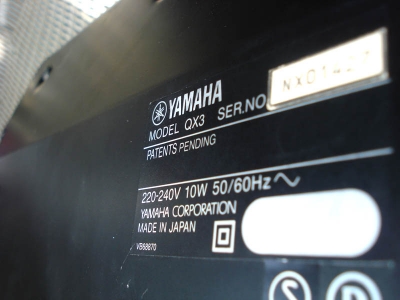 YAMAHA
MODEL QX3 SER.NO.
PATENTS PENDING
220-240V 10W 50/60Hz
YAMAHA CORPORATION
MADE IN JAPAN